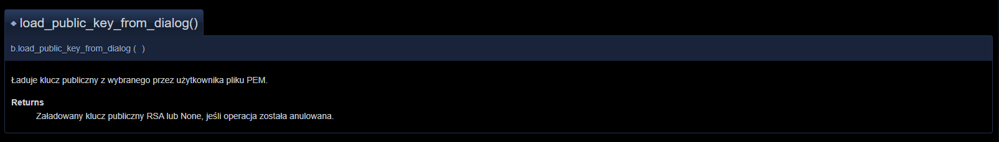 ◆ load_public_key_from_dialog()
b.load_public_key_from_dialog ( )
Ładuje klucz publiczny z wybranego przez użytkownika pliku PEM.
Returns
Załadowany klucz publiczny RSA lub None, jeśli operacja została anulowana.